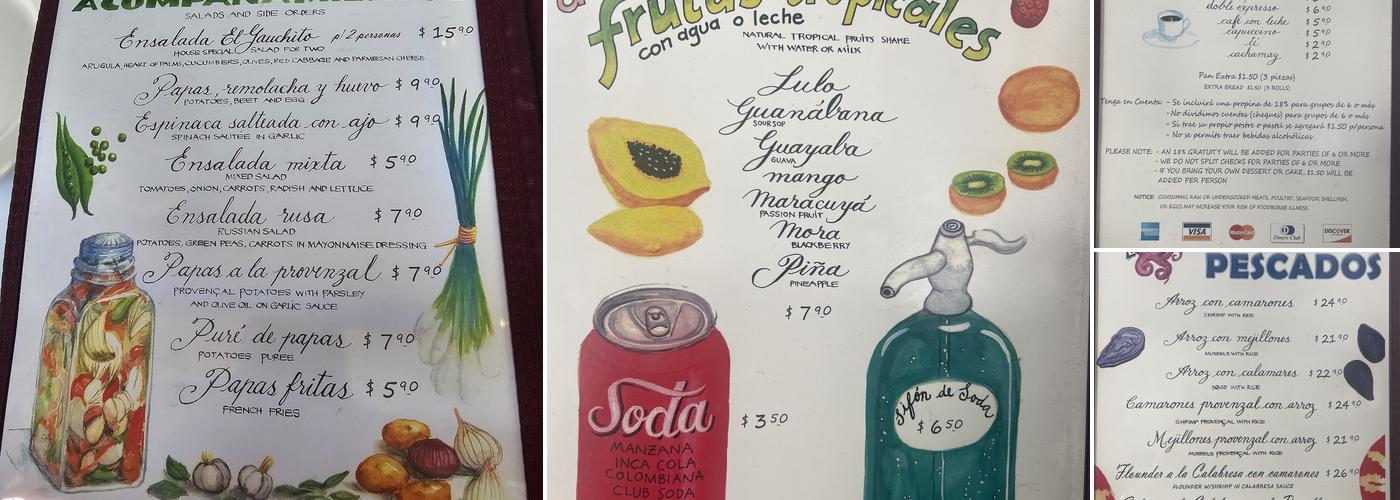 ACOMPAÑAMIENTOS
SALADS AND SIDE ORDERS
Ensalada El Gauchito p/2 personas $ 15.90
HOUSE SPECIAL SALAD FOR TWO
ARUGULA, HEART OF PALMS, CUCUMBERS, OLIVES, RED CABBAGE AND PARMESAN CHEESE
Papas, remolacha y huevo $ 9.90
POTATOES, BEET AND EGG
Espinaca salteada con ajo $ 9.90
SPINACH SAUTEE IN GARLIC
Ensalada mixta $ 5.90
MIXED SALAD
TOMATOES, ONION, CARROTS, RADISH AND LETTUCE
Ensalada rusa $ 7.90
RUSSIAN SALAD
POTATOES, GREEN PEAS, CARROTS IN MAYONNAISE DRESSING
Papas a la provenzal $ 7.90
PROVENÇAL POTATOES WITH PARSLEY
AND OLIVE OIL ON GARLIC SAUCE
Puré de papas $ 7.90
POTATOES PUREE
Papas fritas $ 5.90
FRENCH FRIES
frutas tropicales
con agua o leche
NATURAL TROPICAL FRUITS SHAKE
WITH WATER OR MILK
Lulo
Guanábana
SOURSOP
Guayaba
GUAVA
mango
Maracuyá
PASSION FRUIT
Mora
BLACKBERRY
Piña
PINEAPPLE
$ 7.90
Soda
$ 3.50
MANZANA
INCA COLA
COLOMBIANA
CLUB SODA
Sifón de Soda
$ 6.50
doble expresso $ 6.90
café con leche $ 5.90
capuccino $ 5.90
té $ 2.90
cachamay $ 2.90
Pan Extra $1.50 (3 piezas)
EXTRA BREAD $1.50 (3 ROLLS)
Tenga en Cuenta: - Se incluirá una propina de 18% para grupos de 6 o más
- No dividimos cuentas (cheques) para grupos de 6 o más
- Si trae su propio postre o pastel se agregará $1.50 p/persona
- No se permite traer bebidas alcohólicas
PLEASE NOTE: - AN 18% GRATUITY WILL BE ADDED FOR PARTIES OF 6 OR MORE
- WE DO NOT SPLIT CHECKS FOR PARTIES OF 6 OR MORE
- IF YOU BRING YOUR OWN DESSERT OR CAKE, $1.50 WILL BE
ADDED PER PERSON
NOTICE: CONSUMING RAW OR UNDERCOOKED MEATS, POULTRY, SEAFOOD, SHELLFISH,
OR EGGS MAY INCREASE YOUR RISK OF FOODBORNE ILLNESS.
VISA MasterCard Diners Club DISCOVER
PESCADOS
Arroz con camarones $ 24.90
SHRIMP WITH RICE
Arroz con mejillones $ 21.90
MUSSELS WITH RICE
Arroz con calamares $ 22.90
SQUID WITH RICE
Camarones provenzal con arroz $ 24.90
SHRIMP PROVENÇAL WITH RICE
Mejillones provenzal con arroz $ 21.90
MUSSELS PROVENÇAL WITH RICE
Flounder a la Calabresa con camarones $ 26.90
FLOUNDER W/SHRIMP IN CALABRESA SAUCE